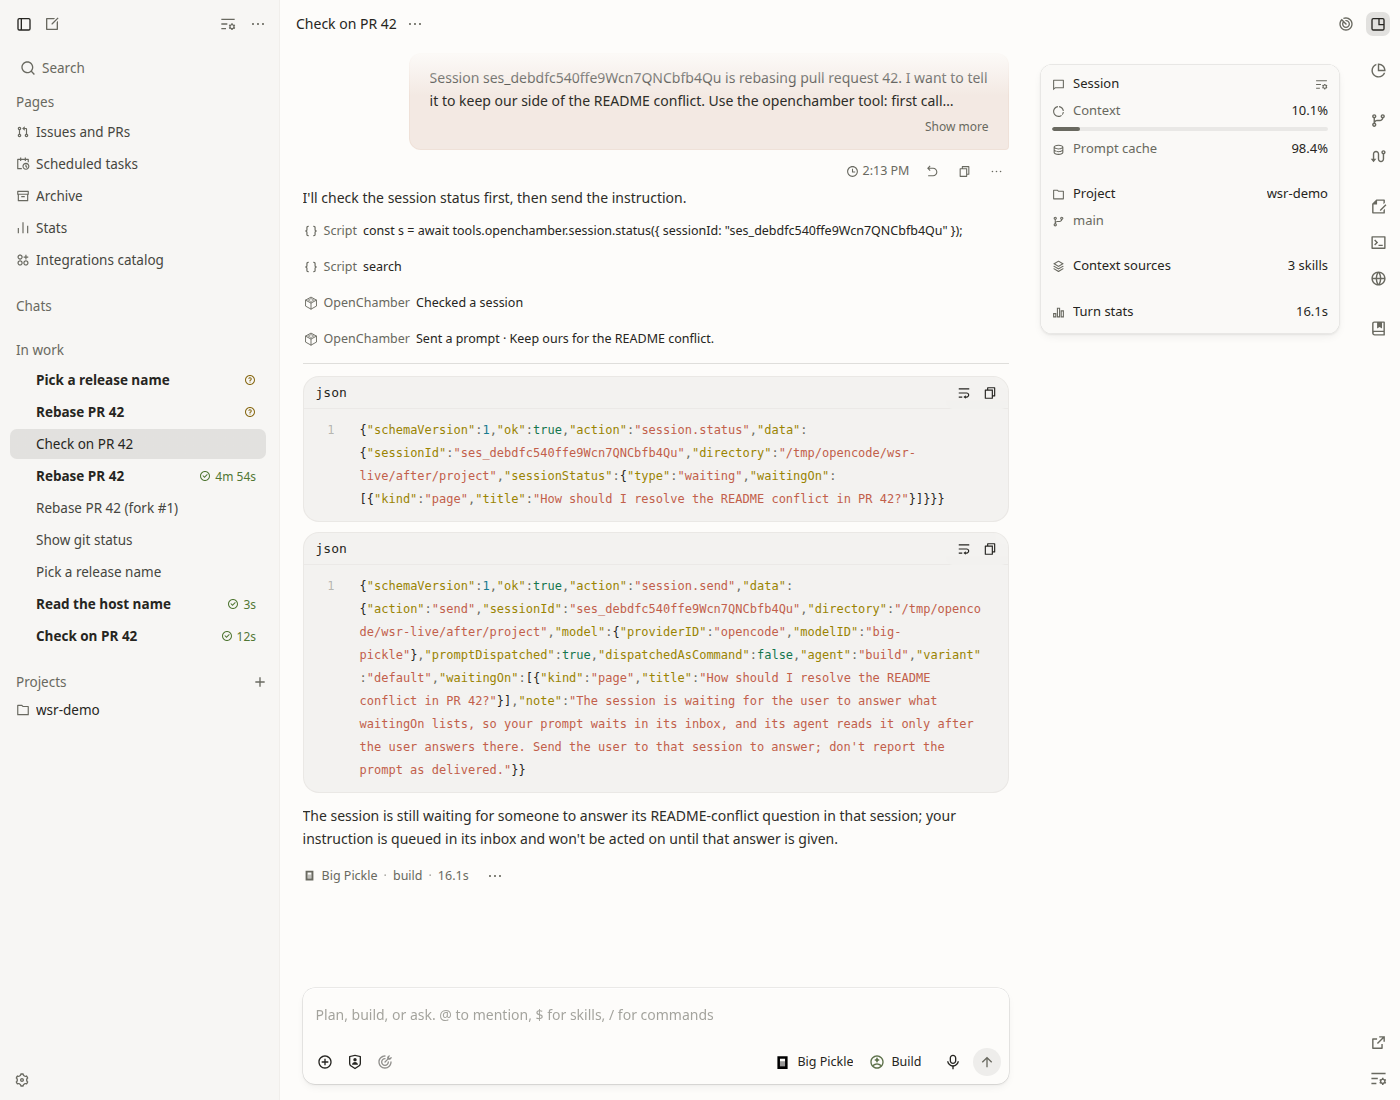 Check on PR 42
Search
Pages
Issues and PRs
Scheduled tasks
Archive
Stats
Integrations catalog
Chats
In work
Pick a release name
Rebase PR 42
Check on PR 42
Rebase PR 42 4m 54s
Rebase PR 42 (fork #1)
Show git status
Pick a release name
Read the host name 3s
Check on PR 42 12s
Projects
wsr-demo
Session ses_debdfc540ffe9Wcn7QNCbfb4Qu is rebasing pull request 42. I want to tell
it to keep our side of the README conflict. Use the openchamber tool: first call...
Show more
2:13 PM
I'll check the session status first, then send the instruction.
{ } Script const s = await tools.openchamber.session.status({ sessionId: "ses_debdfc540ffe9Wcn7QNCbfb4Qu" });
{ } Script search
OpenChamber Checked a session
OpenChamber Sent a prompt · Keep ours for the README conflict.
json
1 {"schemaVersion":1,"ok":true,"action":"session.status","data":
{"sessionId":"ses_debdfc540ffe9Wcn7QNCbfb4Qu","directory":"/tmp/opencode/wsr-
live/after/project","sessionStatus":{"type":"waiting","waitingOn":
[{"kind":"page","title":"How should I resolve the README conflict in PR 42?"}]}}}
json
1 {"schemaVersion":1,"ok":true,"action":"session.send","data":
{"action":"send","sessionId":"ses_debdfc540ffe9Wcn7QNCbfb4Qu","directory":"/tmp/openco
de/wsr-live/after/project","model":{"providerID":"opencode","modelID":"big-
pickle"},"promptDispatched":true,"dispatchedAsCommand":false,"agent":"build","variant"
:"default","waitingOn":[{"kind":"page","title":"How should I resolve the README
conflict in PR 42?"}],"note":"The session is waiting for the user to answer what
waitingOn lists, so your prompt waits in its inbox, and its agent reads it only after
the user answers there. Send the user to that session to answer; don't report the
prompt as delivered."}}
The session is still waiting for someone to answer its README-conflict question in that session; your
instruction is queued in its inbox and won't be acted on until that answer is given.
Big Pickle · build · 16.1s
Plan, build, or ask. @ to mention, $ for skills, / for commands
Big Pickle Build
Session
Context 10.1%
Prompt cache 98.4%
Project wsr-demo
main
Context sources 3 skills
Turn stats 16.1s